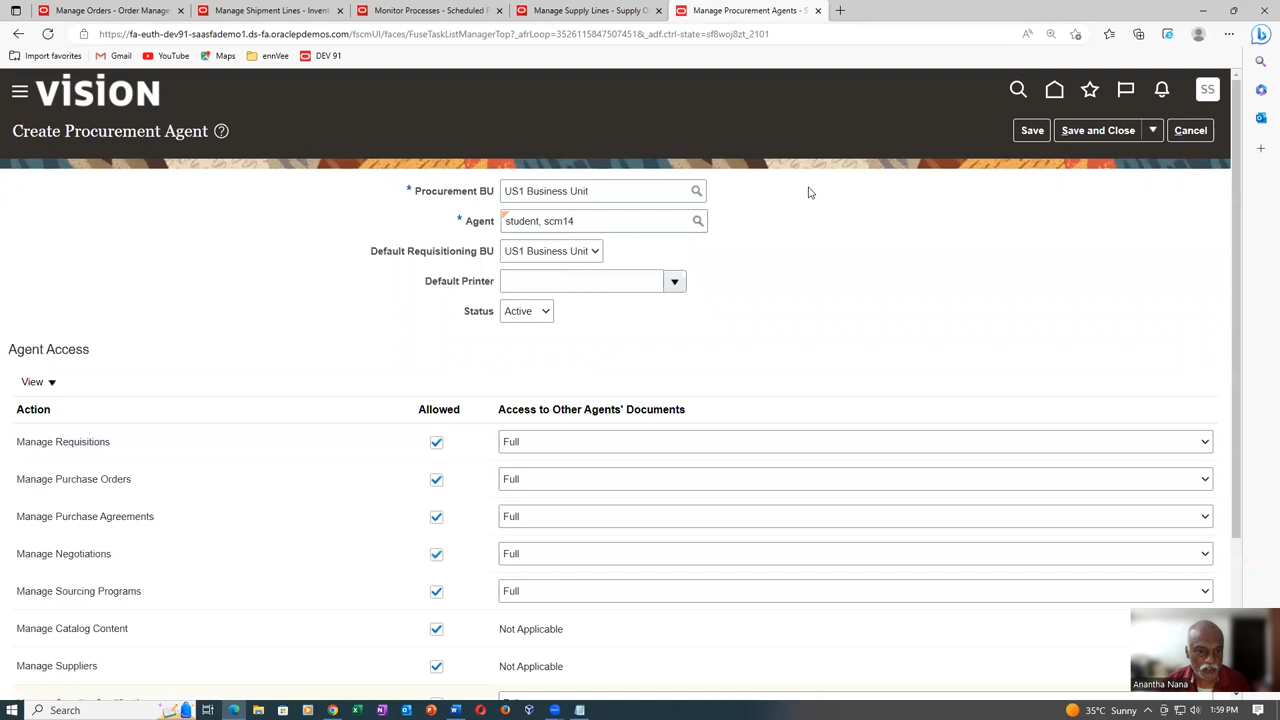 Manage Orders - Order Manage
Manage Shipment Lines - Invent
Monitor Processes - Scheduled P
Manage Supply Lines - Supply O
Manage Procurement Agents - S
https://fa-euth-dev91-saasfademo1.ds-fa.oraclepdemos.com/fscmUI/faces/FuseTaskListManagerTop?_afrLoop=3526115847507451&_adf.ctrl-state=sf8woj8zt_2101
Import favorites
Gmail
YouTube
Maps
ennVee
DEV 91
VISION
SS
Create Procurement Agent
Save
Save and Close
Cancel
* Procurement BU US1 Business Unit
* Agent student, scm14
Default Requisitioning BU US1 Business Unit
Default Printer
Status Active
Agent Access
View
Action Allowed Access to Other Agents' Documents
Manage Requisitions Full
Manage Purchase Orders Full
Manage Purchase Agreements Full
Manage Negotiations Full
Manage Sourcing Programs Full
Manage Catalog Content Not Applicable
Manage Suppliers Not Applicable
Anantha Nana
Search
35°C Sunny
1:59 PM